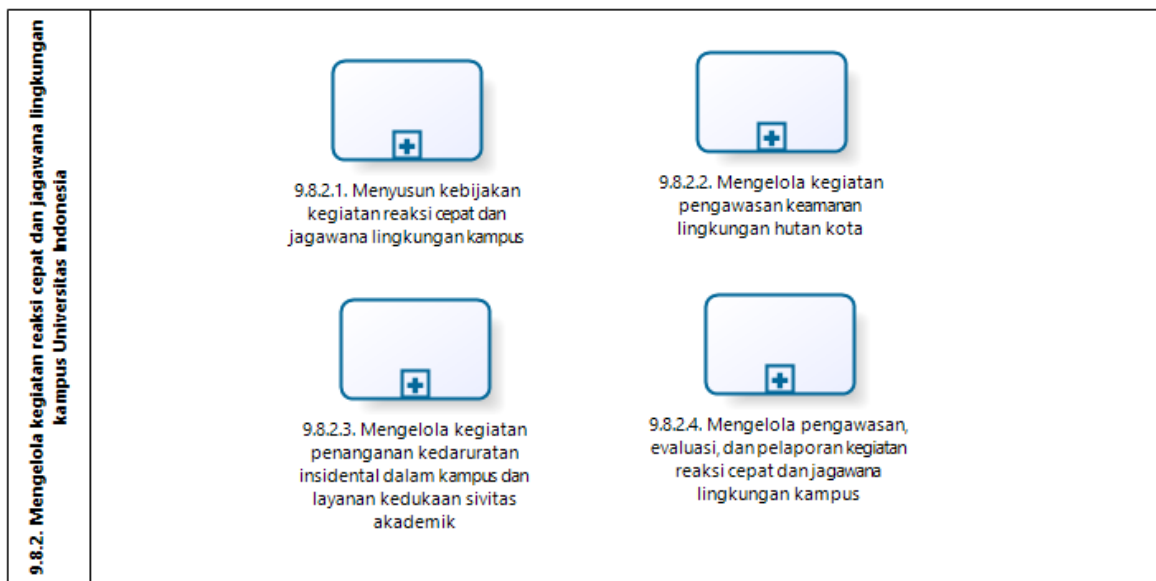 9.8.2. Mengelola kegiatan reaksi cepat dan jagawana lingkungan
kampus Universitas Indonesia
9.8.2.1. Menyusun kebijakan
kegiatan reaksi cepat dan
jagawana lingkungan kampus
9.8.2.2. Mengelola kegiatan
pengawasan keamanan
lingkungan hutan kota
9.8.2.3. Mengelola kegiatan
penanganan kedaruratan
insidental dalam kampus dan
layanan kedukaan sivitas
akademik
9.8.2.4. Mengelola pengawasan,
evaluasi, dan pelaporan kegiatan
reaksi cepat dan jagawana
lingkungan kampus